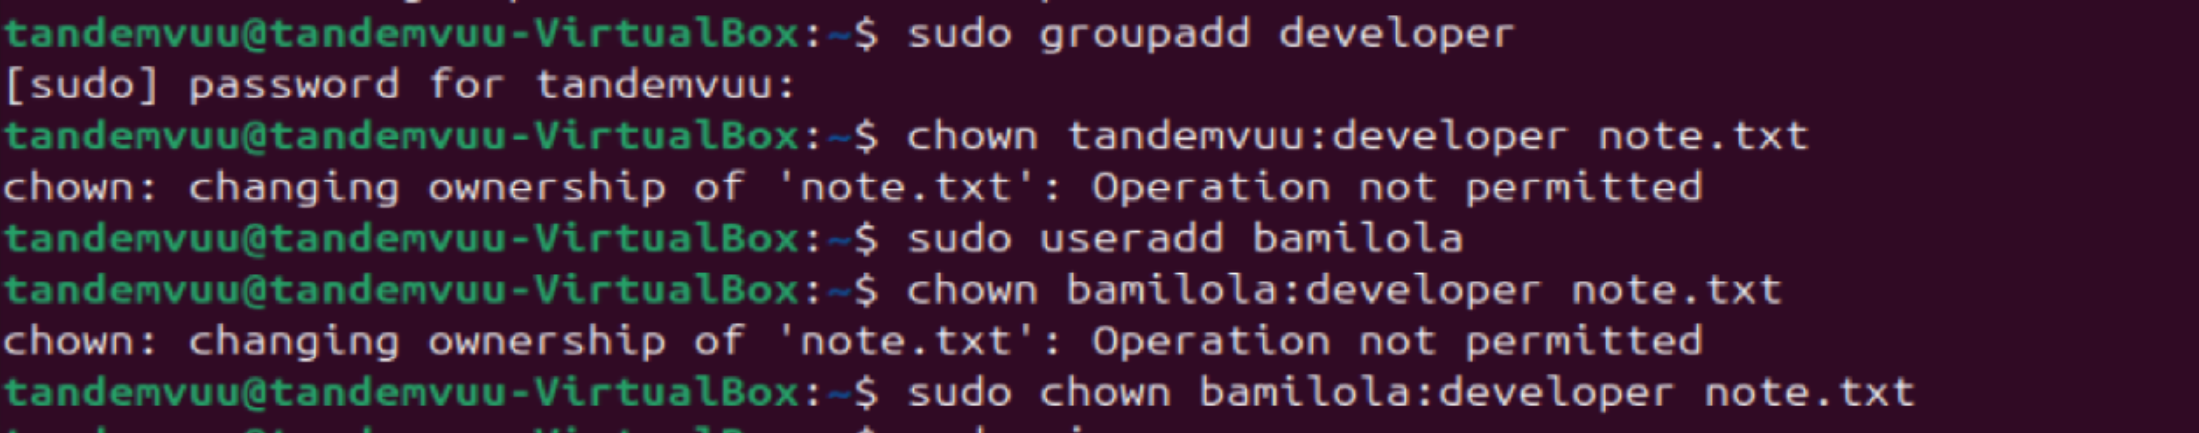 tandemvuu@tandemvuu-VirtualBox:~$ sudo groupadd developer
[sudo] password for tandemvuu:
tandemvuu@tandemvuu-VirtualBox:~$ chown tandemvuu:developer note.txt
chown: changing ownership of 'note.txt': Operation not permitted
tandemvuu@tandemvuu-VirtualBox:~$ sudo useradd bamilola
tandemvuu@tandemvuu-VirtualBox:~$ chown bamilola:developer note.txt
chown: changing ownership of 'note.txt': Operation not permitted
tandemvuu@tandemvuu-VirtualBox:~$ sudo chown bamilola:developer note.txt